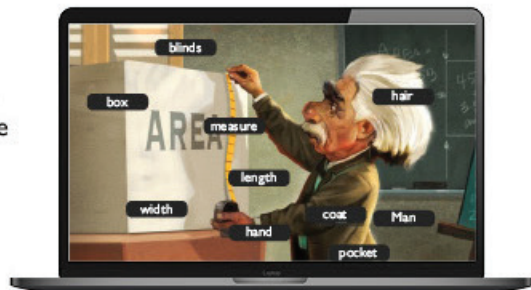 blinds
box
hair
e
AREA
measure
length
width
coat
Man
hand
pocket